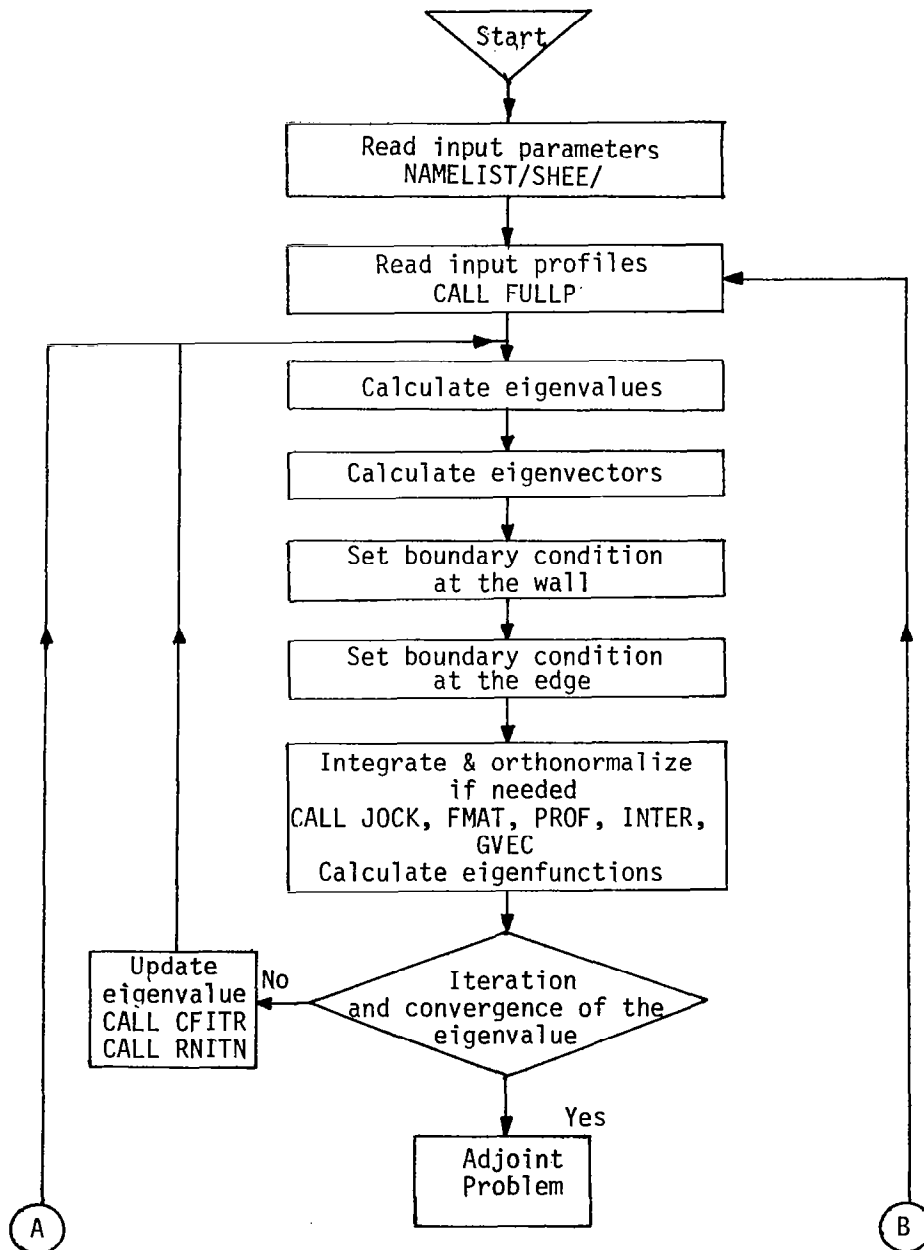 Start
Read input parameters
NAMELIST/SHEE/
Read input profiles
CALL FULLP
Calculate eigenvalues
Calculate eigenvectors
Set boundary condition
at the wall
Set boundary condition
at the edge
Integrate & orthonormalize
if needed
CALL JOCK, FMAT, PROF, INTER,
GVEC
Calculate eigenfunctions
Iteration
and convergence of the
eigenvalue
No
Update
eigenvalue
CALL CFITR
CALL RNITN
Yes
Adjoint
Problem
A
B